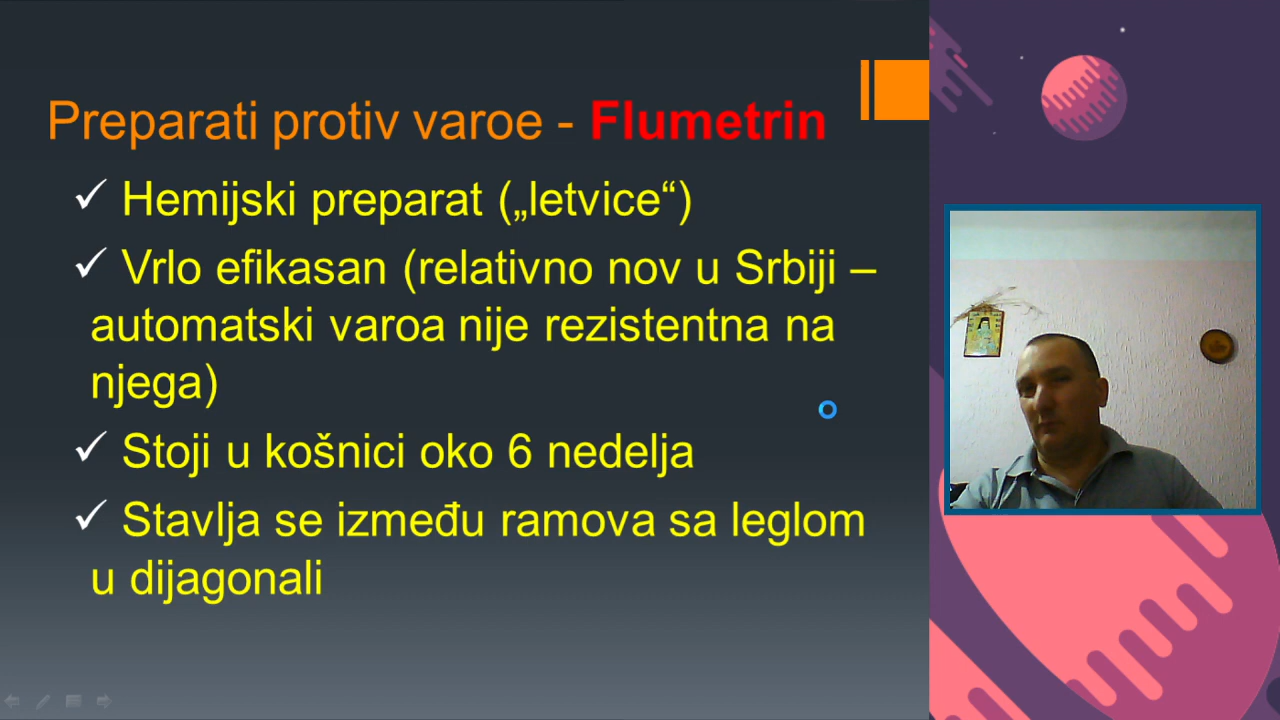 Preparati protiv varoe - Flumetrin
✓ Hemijski preparat („letvice“)
✓ Vrlo efikasan (relativno nov u Srbiji –
automatski varoa nije rezistentna na
njega)
✓ Stoji u košnici oko 6 nedelja
✓ Stavlja se između ramova sa leglom
u dijagonali